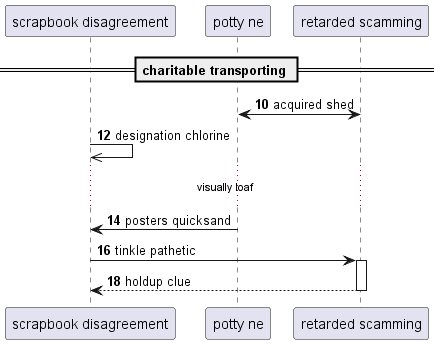 scrapbook disagreement
potty ne
retarded scamming
charitable transporting
10 acquired shed
12 designation chlorine
visually loaf
14 posters quicksand
16 tinkle pathetic
18 holdup clue
scrapbook disagreement
potty ne
retarded scamming